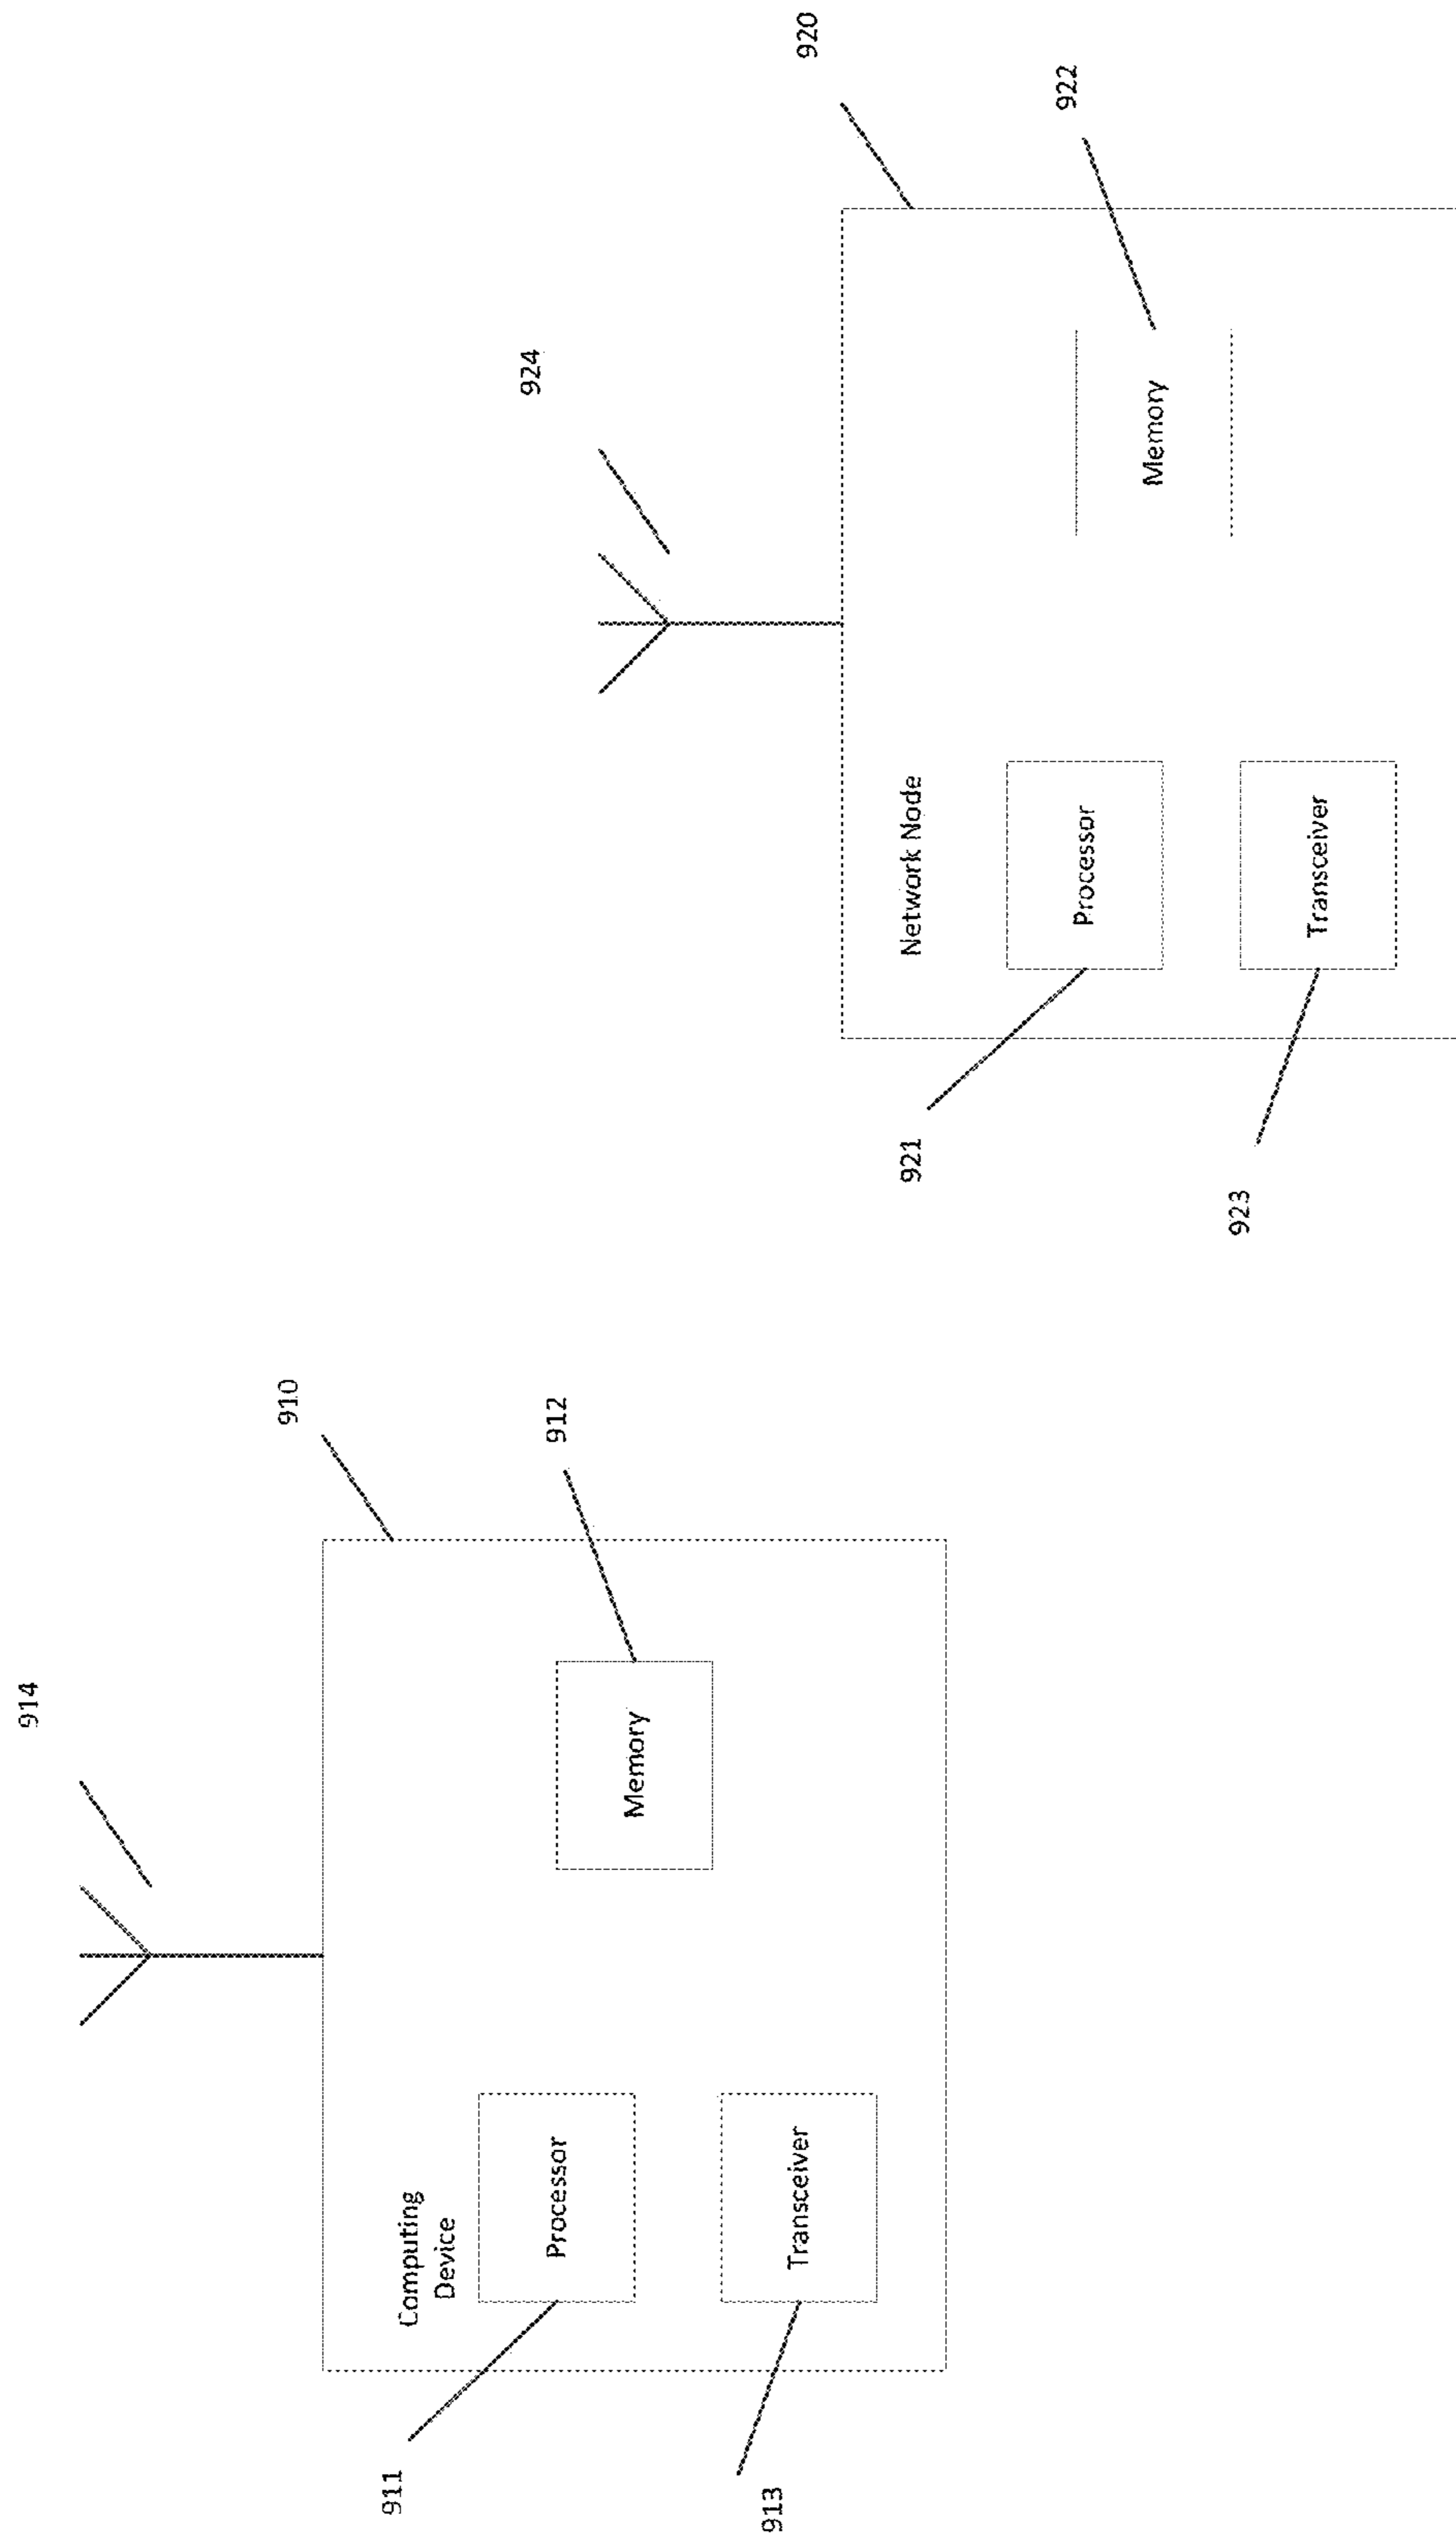 914
910
911
Computing
Device
912
Processor
Memory
913
Transceiver
924
920
921
Network Node
922
Processor
Memory
923
Transceiver